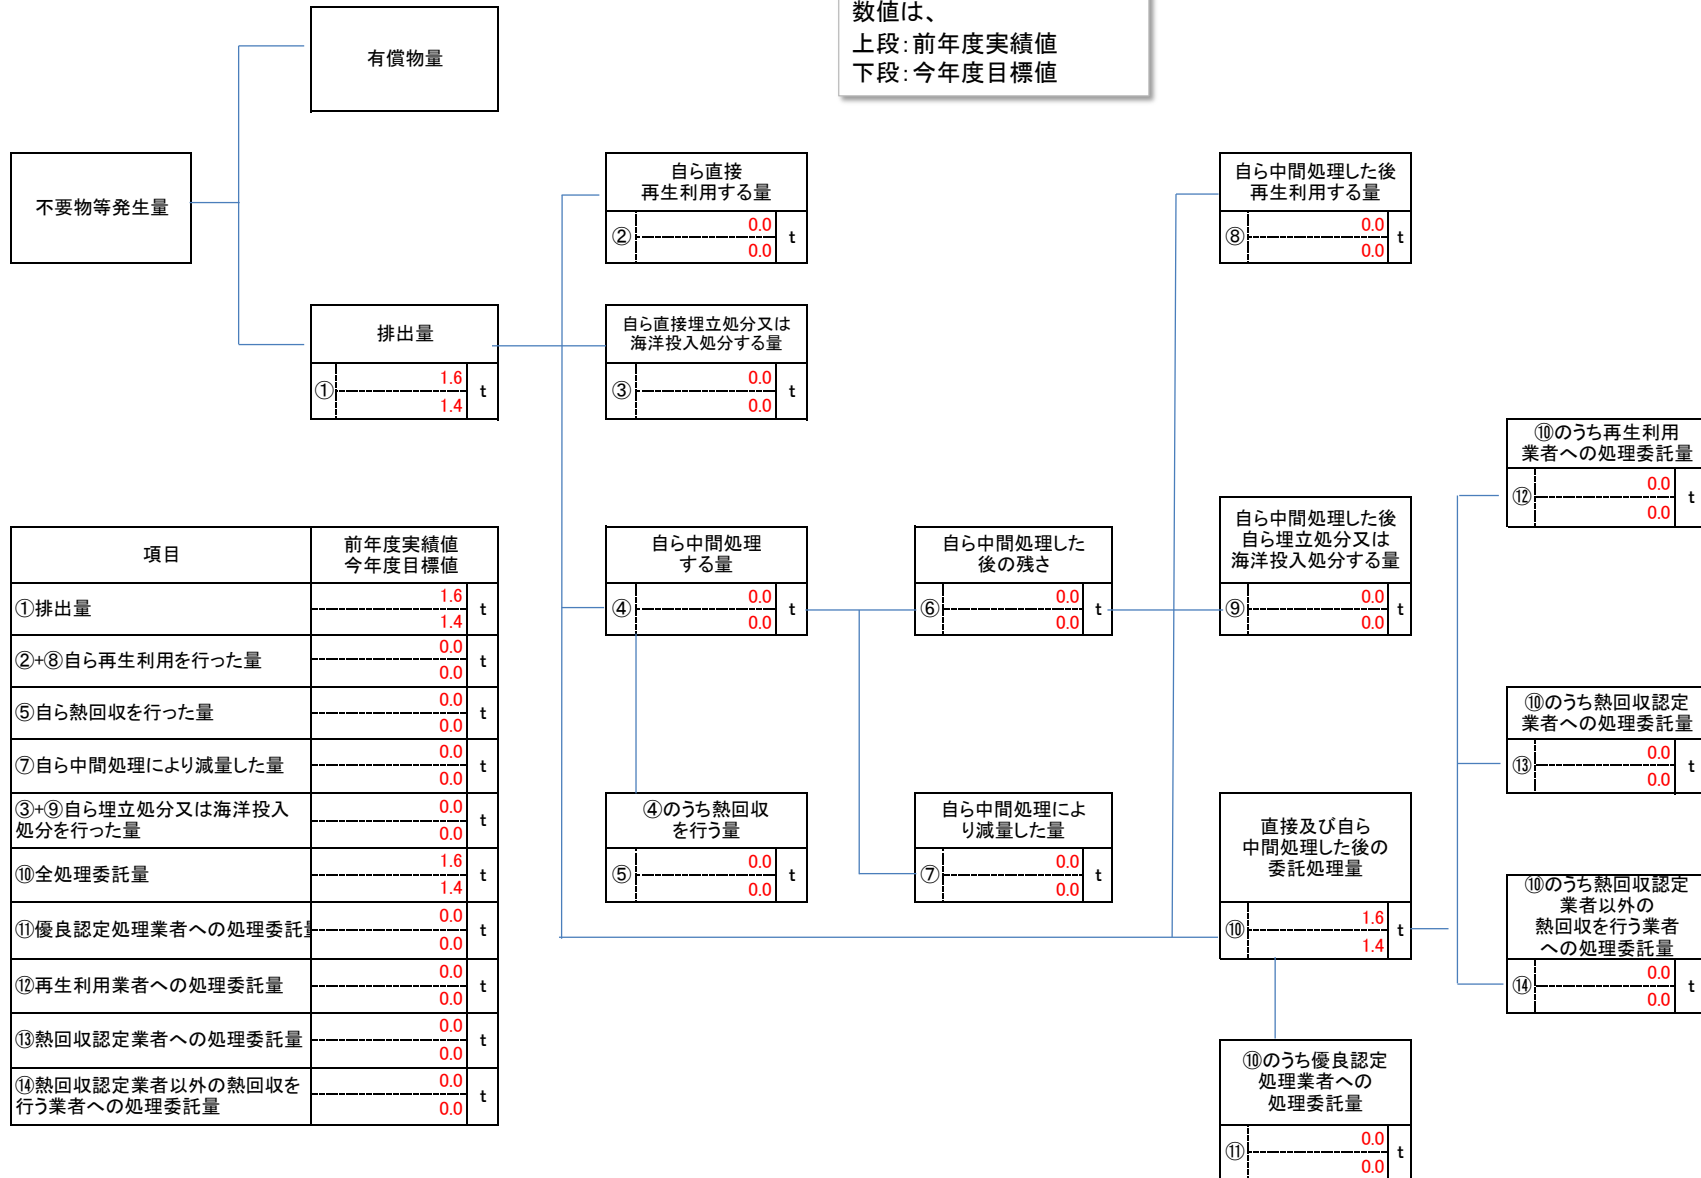 数値は、
上段：前年度実績値
下段：今年度目標値
有償物量
不要物等発生量
排出量
①
1.6
1.4
t
自ら直接
再生利用する量
②
0.0
0.0
t
自ら直接埋立処分又は
海洋投入処分する量
③
0.0
0.0
t
自ら中間処理
する量
④
0.0
0.0
t
④のうち熱回収
を行う量
⑤
0.0
0.0
t
自ら中間処理した
後の残さ
⑥
0.0
0.0
t
自ら中間処理によ
り減量した量
⑦
0.0
0.0
t
自ら中間処理した後
再生利用する量
⑧
0.0
0.0
t
自ら中間処理した後
自ら埋立処分又は
海洋投入処分する量
⑨
0.0
0.0
t
直接及び自ら
中間処理した後の
委託処理量
⑩
1.6
1.4
t
⑩のうち優良認定
処理業者への
処理委託量
⑪
0.0
0.0
t
⑩のうち再生利用
業者への処理委託量
⑫
0.0
0.0
t
⑩のうち熱回収認定
業者への処理委託量
⑬
0.0
0.0
t
⑩のうち熱回収認定
業者以外の
熱回収を行う業者
への処理委託量
⑭
0.0
0.0
t
項目
前年度実績値
今年度目標値
①排出量
1.6
1.4
t
②+⑧自ら再生利用を行った量
0.0
0.0
t
⑤自ら熱回収を行った量
0.0
0.0
t
⑦自ら中間処理により減量した量
0.0
0.0
t
③+⑨自ら埋立処分又は海洋投入
処分を行った量
0.0
0.0
t
⑩全処理委託量
1.6
1.4
t
⑪優良認定処理業者への処理委託
0.0
0.0
t
⑫再生利用業者への処理委託量
0.0
0.0
t
⑬熱回収認定業者への処理委託量
0.0
0.0
t
⑭熱回収認定業者以外の熱回収を
行う業者への処理委託量
0.0
0.0
t